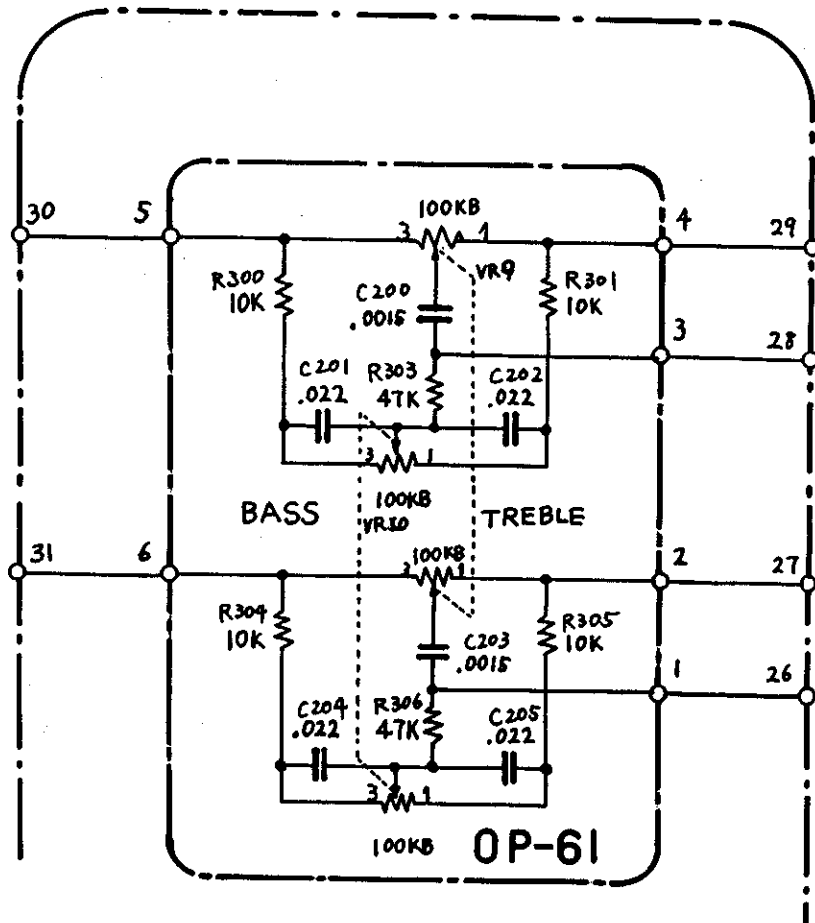 100KB
30
5
3
1
4
29
VR9
R300
10K
C200
.0015
R301
10K
3
28
C201
.022
R303
47K
C202
.022
3
1
100KB
BASS
VR10
TREBLE
31
6
100KB
3
1
2
27
R304
10K
C203
.0015
R305
10K
1
26
C204
.022
R306
47K
C205
.022
3
1
100KB
OP-61